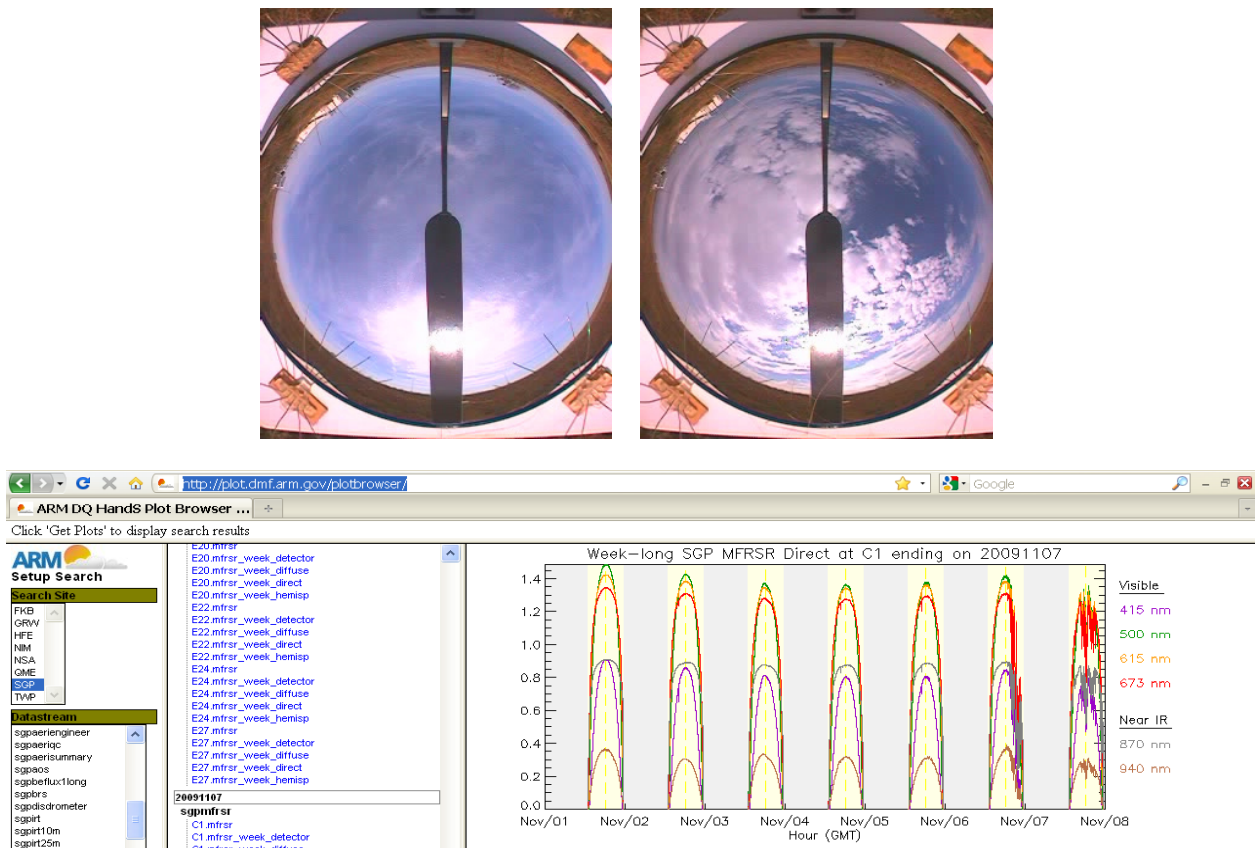 http://plot.dmf.arm.gov/plotbrowser/
Google
ARM DQ HandS Plot Browser ...
Click 'Get Plots' to display search results
ARM
Setup Search
Search Site
FKB
GRW
HFE
NIM
NSA
QME
SGP
TWP
Datastream
sgpaeriengineer
sgpaeriqc
sgpaerisummary
sgpaos
sgpbeflux1long
sgpbrs
sgpdisdrometer
sgpirt
sgpirt10m
sgpirt25m
E20.mfrsr
E20.mfrsr_week_detector
E20.mfrsr_week_diffuse
E20.mfrsr_week_direct
E20.mfrsr_week_hemisp
E22.mfrsr
E22.mfrsr_week_detector
E22.mfrsr_week_diffuse
E22.mfrsr_week_direct
E22.mfrsr_week_hemisp
E24.mfrsr
E24.mfrsr_week_detector
E24.mfrsr_week_diffuse
E24.mfrsr_week_direct
E24.mfrsr_week_hemisp
E27.mfrsr
E27.mfrsr_week_detector
E27.mfrsr_week_diffuse
E27.mfrsr_week_direct
E27.mfrsr_week_hemisp
20091107
sgpmfrsr
C1.mfrsr
C1.mfrsr_week_detector
Week-long SGP MFRSR Direct at C1 ending on 20091107
1.4
1.2
1.0
0.8
0.6
0.4
0.2
0.0
Nov/01 Nov/02 Nov/03 Nov/04 Nov/05 Nov/06 Nov/07 Nov/08
Hour (GMT)
Visible
415 nm
500 nm
615 nm
673 nm
Near IR
870 nm
940 nm